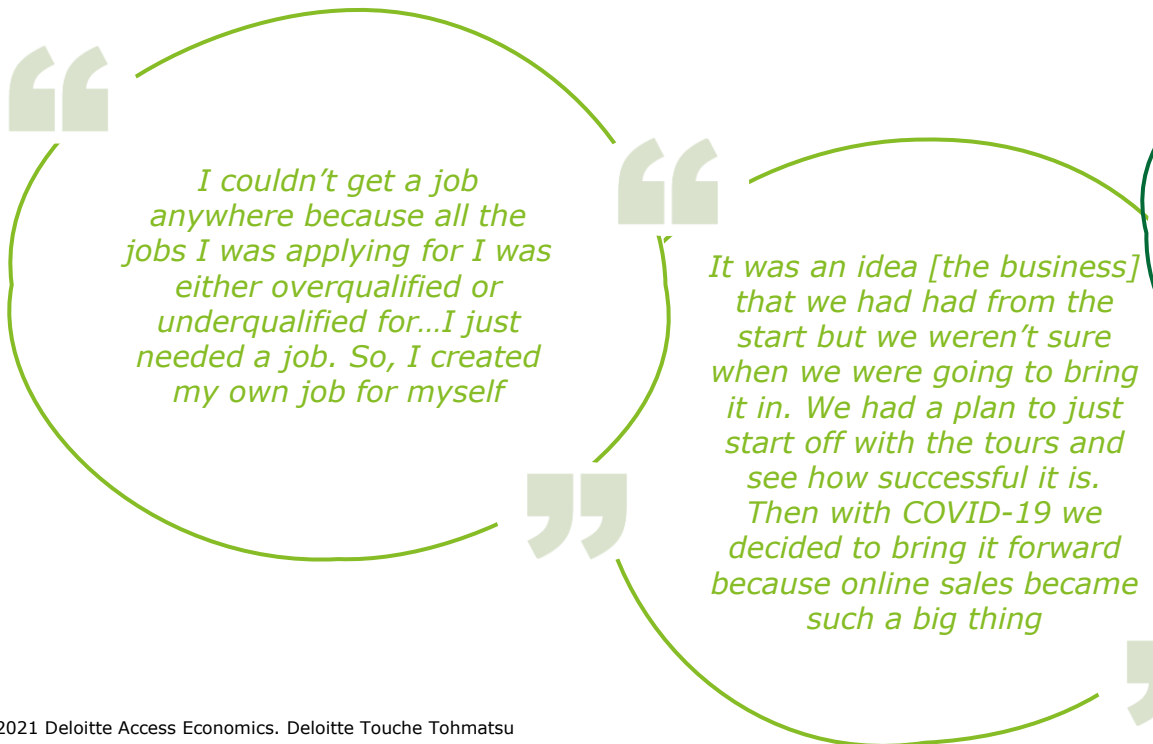 I couldn’t get a job
anywhere because all the
jobs I was applying for I was
either overqualified or
underqualified for…I just
needed a job. So, I created
my own job for myself
It was an idea [the business]
that we had had from the
start but we weren’t sure
when we were going to bring
it in. We had a plan to just
start off with the tours and
see how successful it is.
Then with COVID-19 we
decided to bring it forward
because online sales became
such a big thing
2021 Deloitte Access Economics. Deloitte Touche Tohmatsu